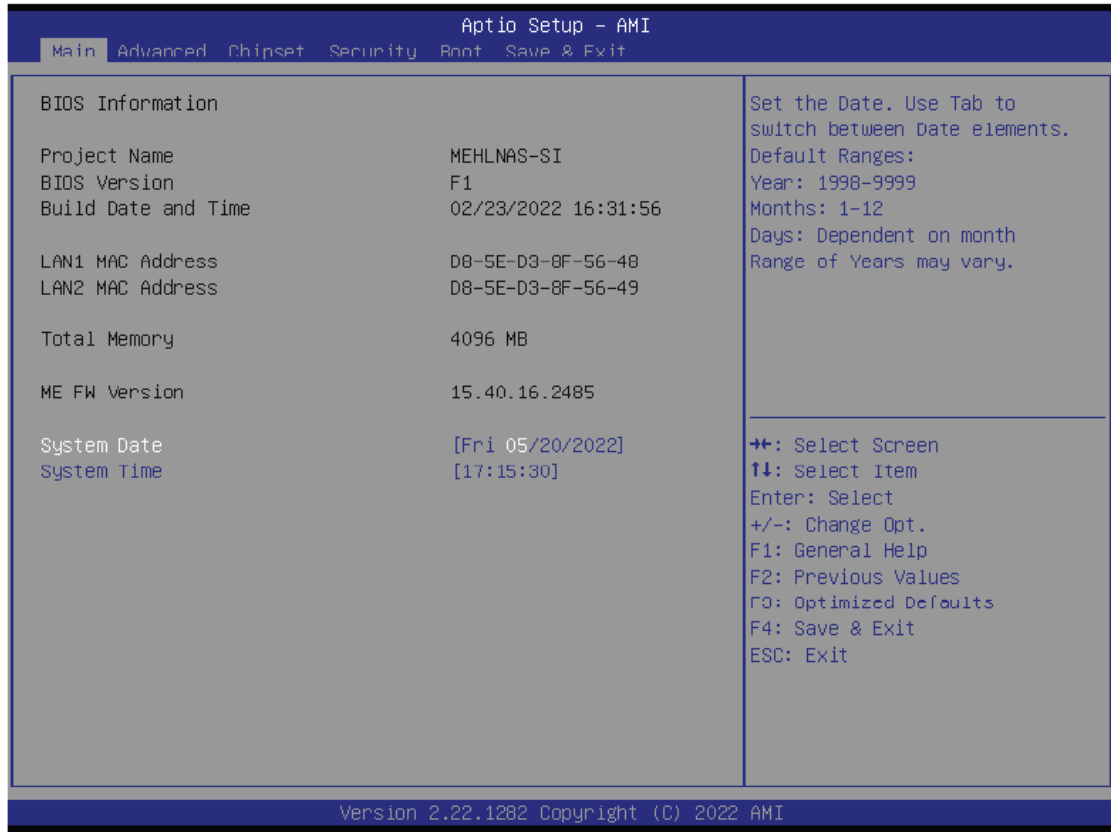 Aptio Setup – AMI
Main Advanced Chipset Security Boot Save & Exit
BIOS Information
Project Name MEHLNAS-SI
BIOS Version F1
Build Date and Time 02/23/2022 16:31:56
LAN1 MAC Address D8-5E-D3-8F-56-48
LAN2 MAC Address D8-5E-D3-8F-56-49
Total Memory 4096 MB
ME FW Version 15.40.16.2485
System Date [Fri 05/20/2022]
System Time [17:15:30]
Set the Date. Use Tab to
switch between Date elements.
Default Ranges:
Year: 1998-9999
Months: 1-12
Days: Dependent on month
Range of Years may vary.
→←: Select Screen
↑↓: Select Item
Enter: Select
+/-: Change Opt.
F1: General Help
F2: Previous Values
F3: Optimized Defaults
F4: Save & Exit
ESC: Exit
Version 2.22.1282 Copyright (C) 2022 AMI